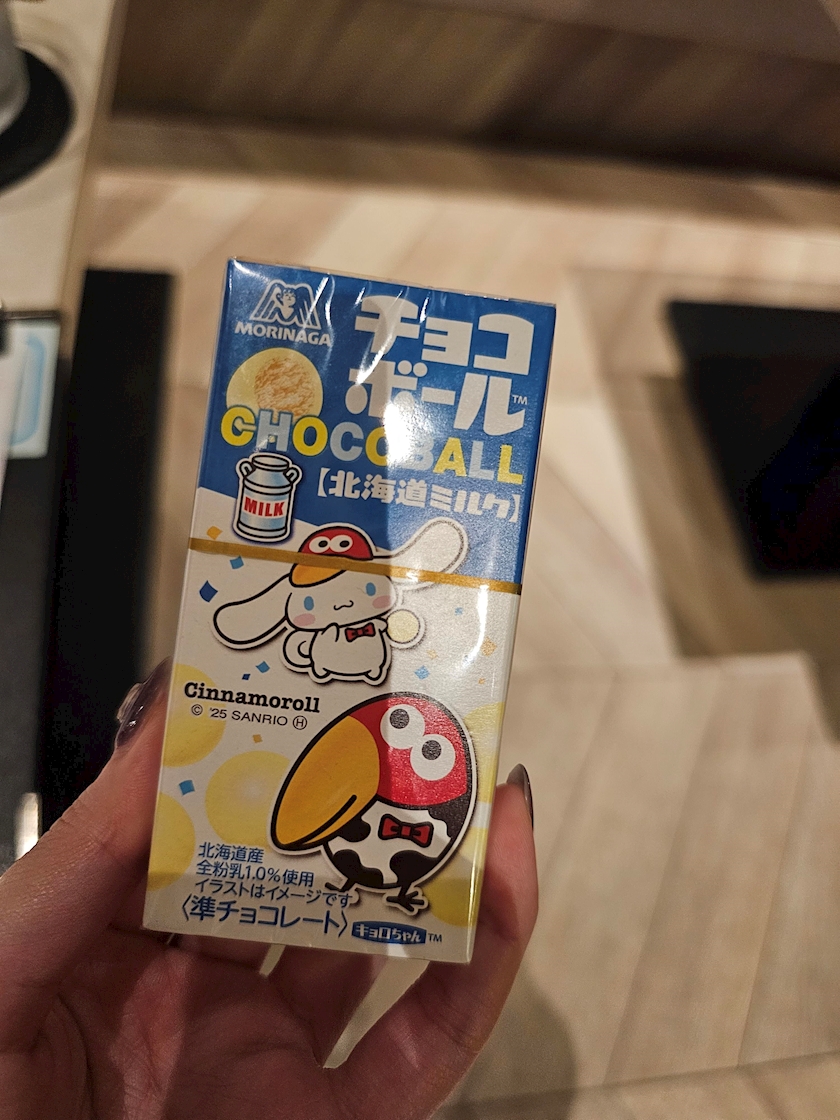 MORINAGA
チョコ
ボール™
CHOCOBALL
【北海道ミルク】
MILK
Cinnamoroll
© '25 SANRIO Ⓗ
北海道産
全粉乳1.0%使用
イラストはイメージです
〈準チョコレート〉
キョロちゃん™